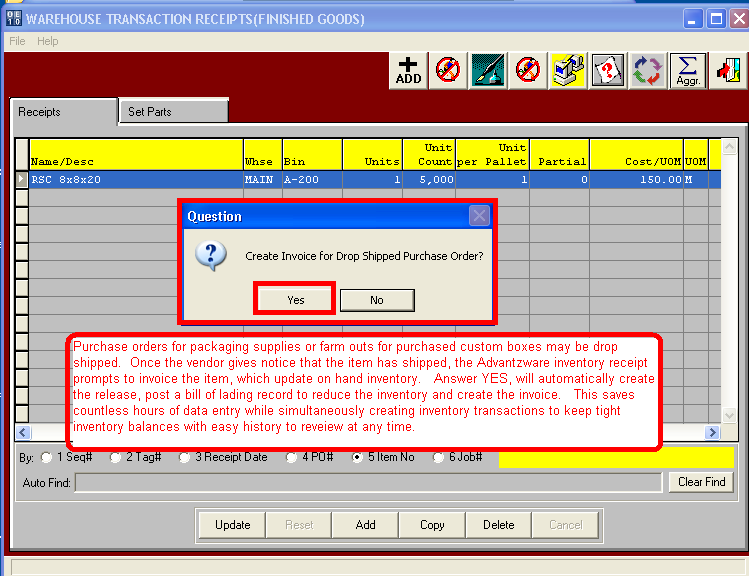 WAREHOUSE TRANSACTION RECEIPTS(FINISHED GOODS)
File Help
ADD
Σ
Aggr.
Receipts
Set Parts
Name/Desc Whse Bin Units Unit Count Unit per Pallet Partial Cost/UOM UOM
RSC 8x8x20 MAIN A-200 1 5,000 1 0 150.00 M
Question
Create Invoice for Drop Shipped Purchase Order?
Yes No
Purchase orders for packaging supplies or farm outs for purchased custom boxes may be drop
shipped. Once the vendor gives notice that the item has shipped, the Advantzware inventory receipt
prompts to invoice the item, which update on hand inventory. Answer YES, will automatically create
the release, post a bill of lading record to reduce the inventory and create the invoice. This saves
countless hours of data entry while simultaneously creating inventory transactions to keep tight
inventory balances with easy history to reveiew at any time.
By: 1 Seq# 2 Tag# 3 Receipt Date 4 PO# 5 Item No 6 Job#
Auto Find: Clear Find
Update Reset Add Copy Delete Cancel